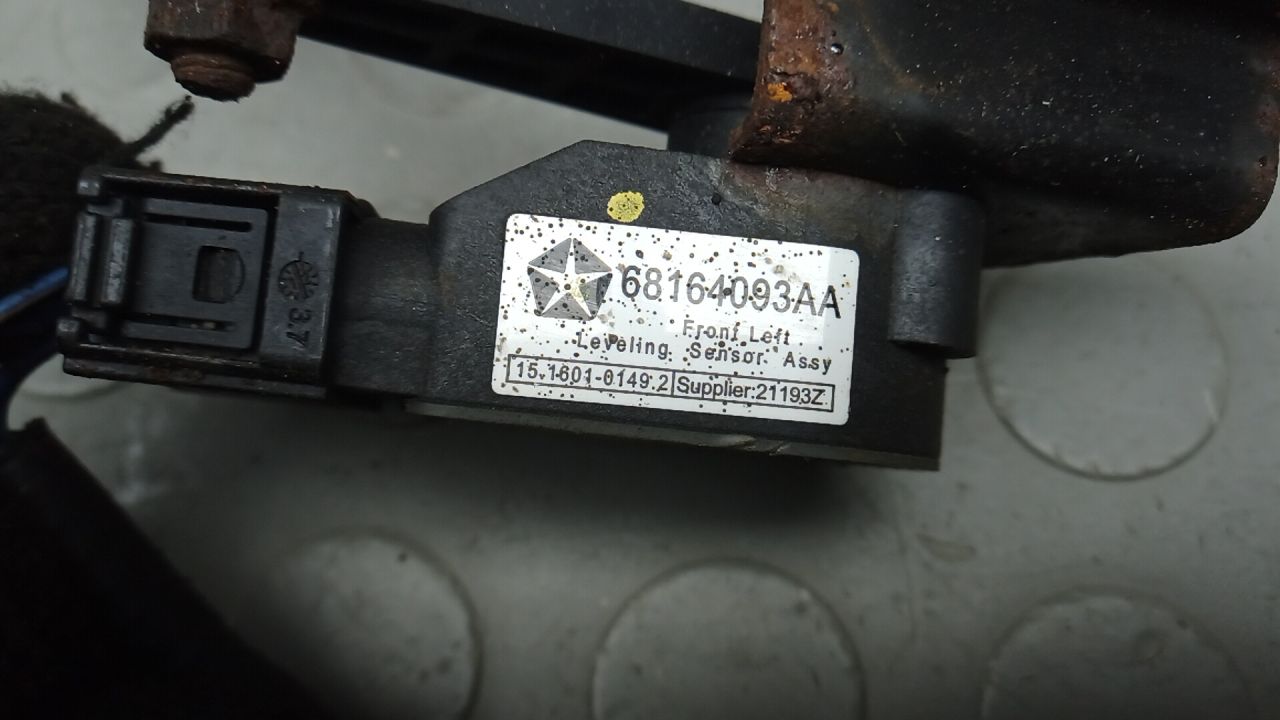 68164093AA
Front Left
Leveling Sensor Assy
15.1601-0149.2 Supplier:21193Z
3.7